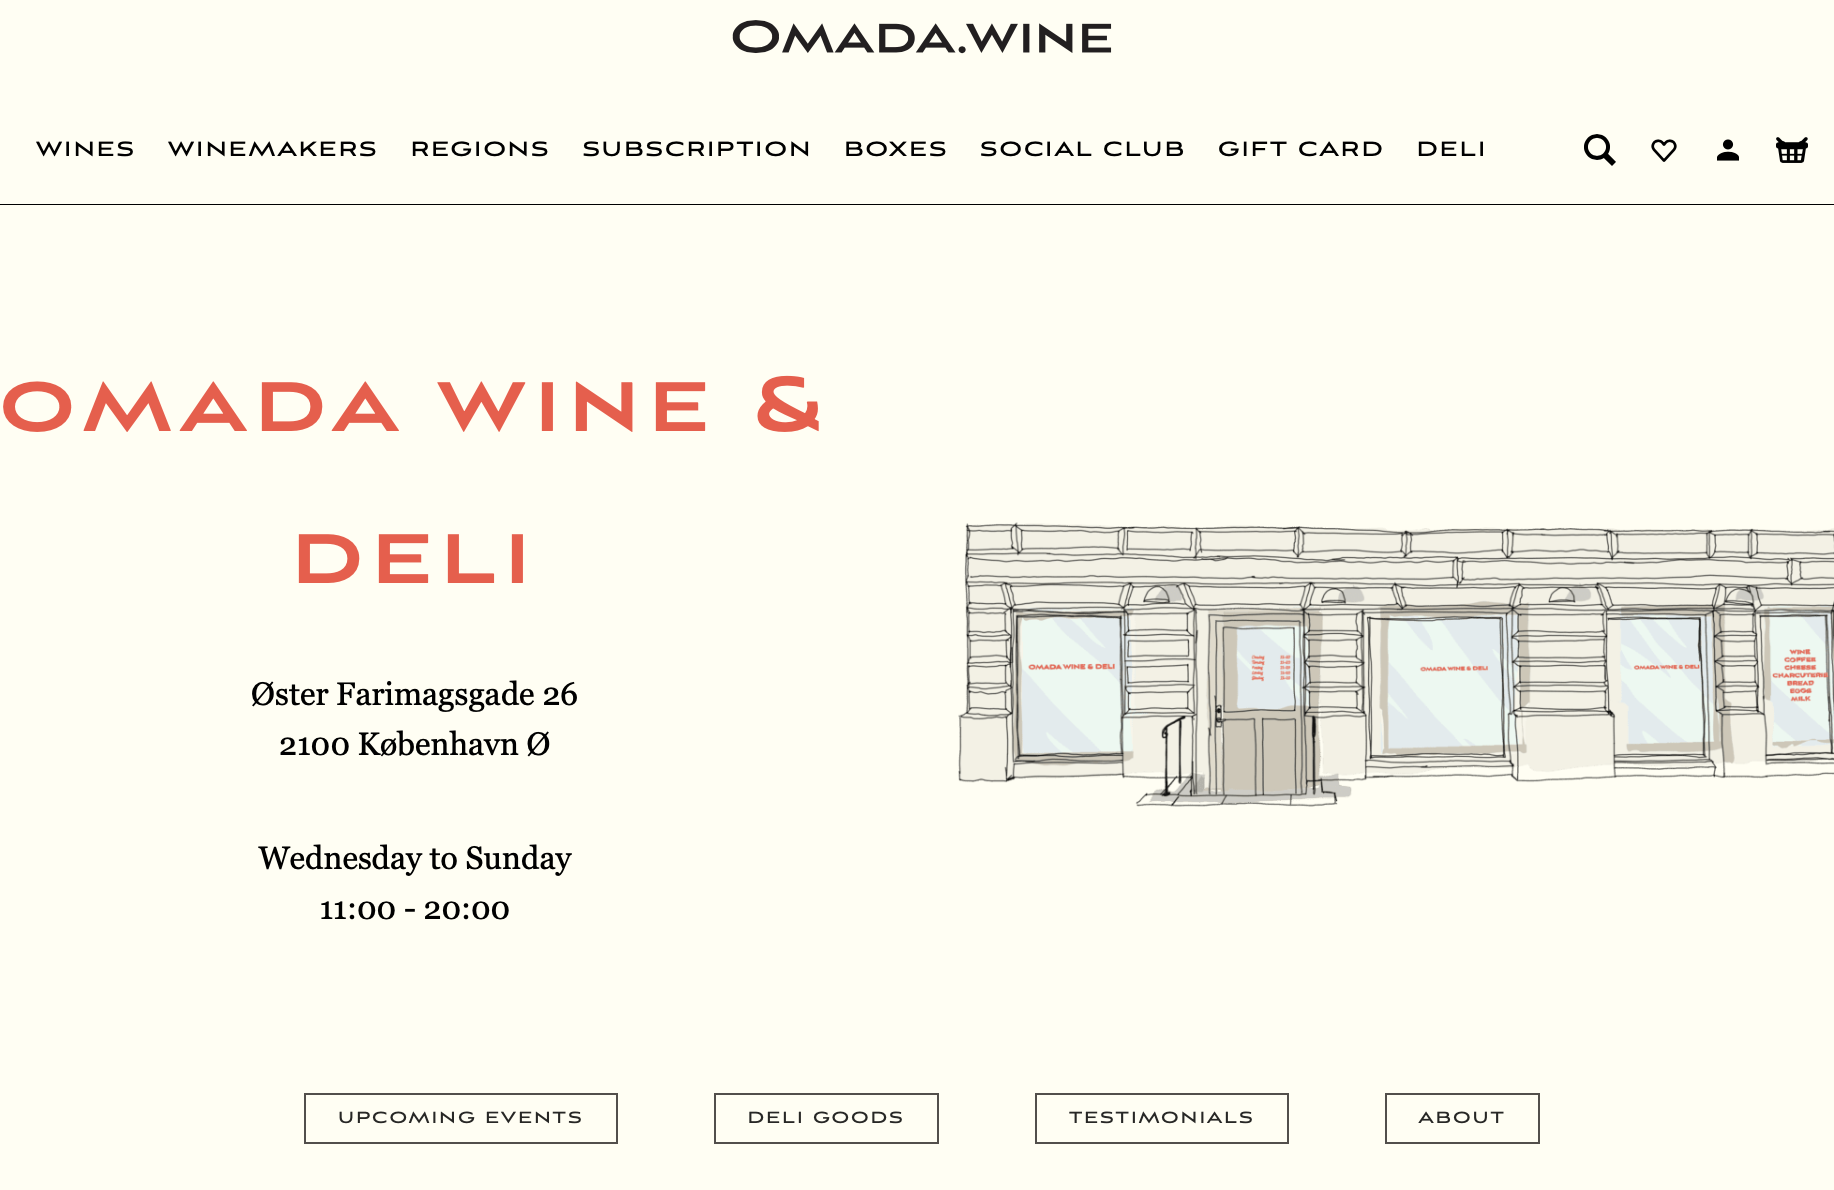 OMADA.WINE
WINES WINEMAKERS REGIONS SUBSCRIPTION BOXES SOCIAL CLUB GIFT CARD DELI
OMADA WINE &
DELI
Øster Farimagsgade 26
2100 København Ø
Wednesday to Sunday
11:00 - 20:00
OMADA WINE & DELI
OMADA WINE & DELI
OMADA WINE & DELI
WINE
COFFEE
CHEESE
CHARCUTERIE
BREAD
EGGS
MILK
UPCOMING EVENTS
DELI GOODS
TESTIMONIALS
ABOUT